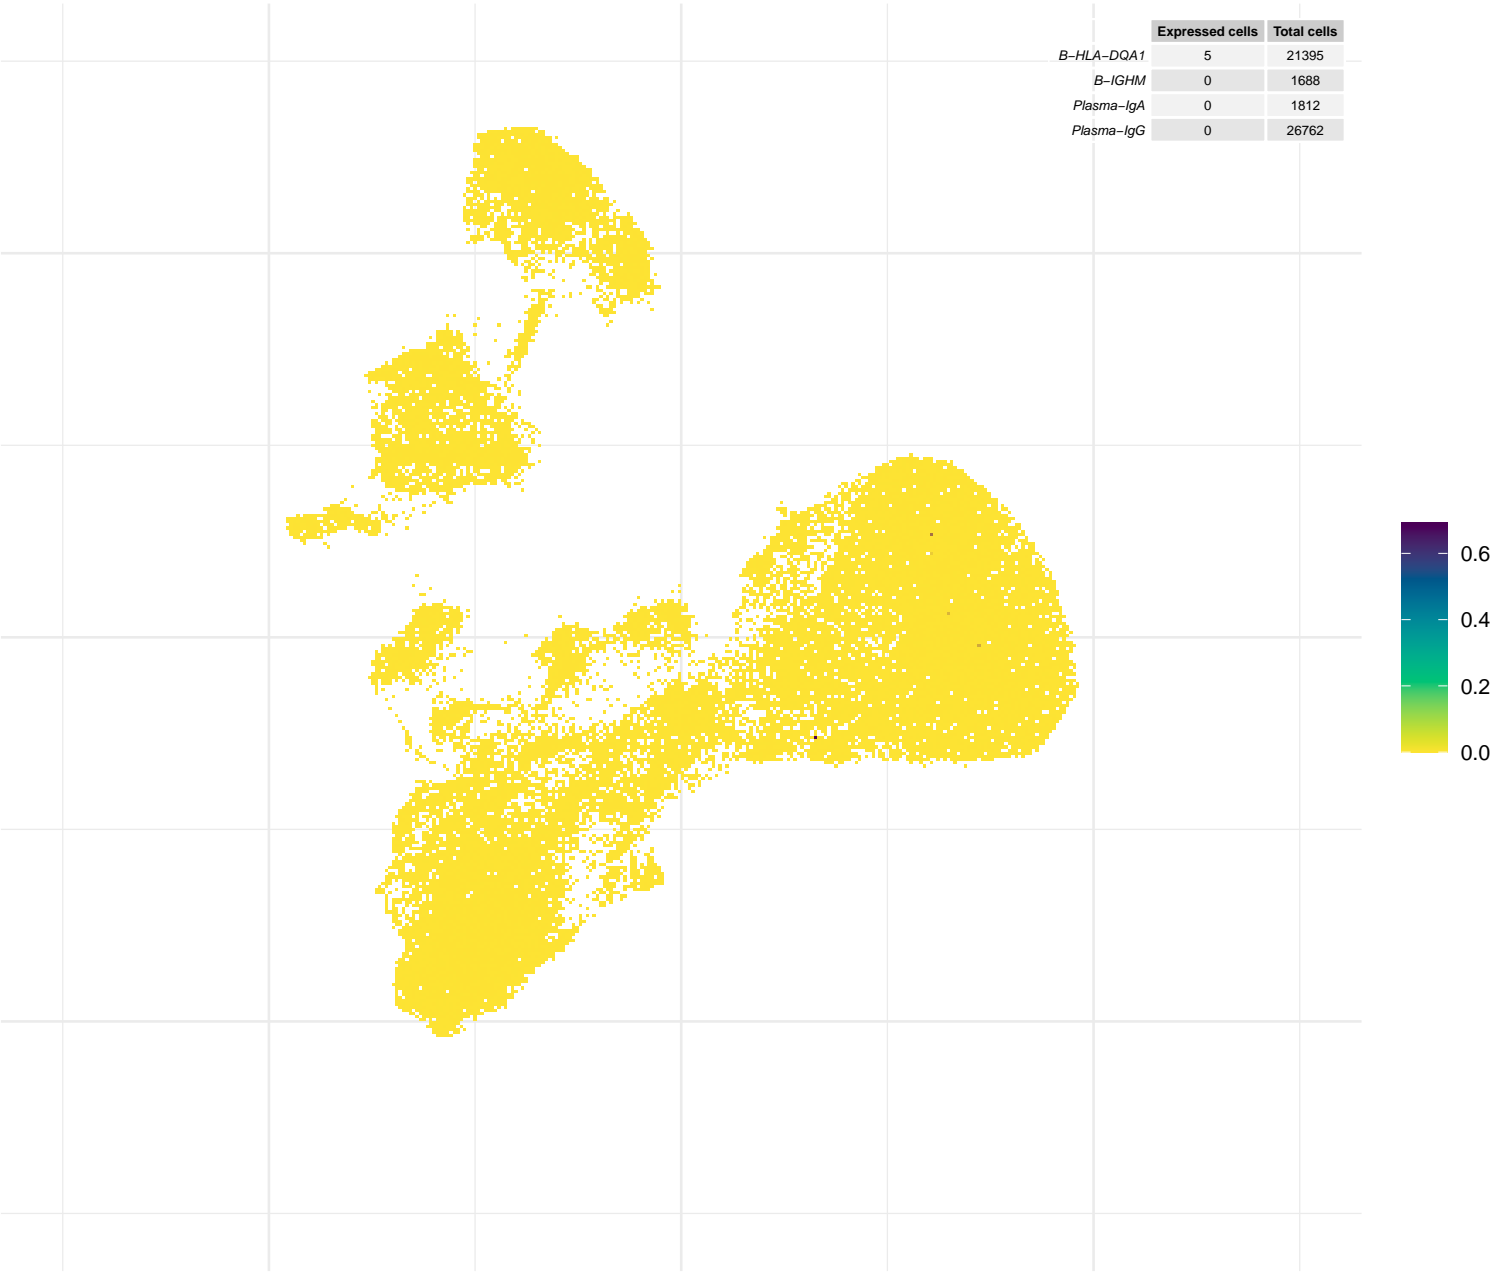 Expressed cells Total cells
B−HLA−DQA1 5 21395
B−IGHM 0 1688
Plasma−IgA 0 1812
Plasma−IgG 0 26762
0.6
0.4
0.2
0.0